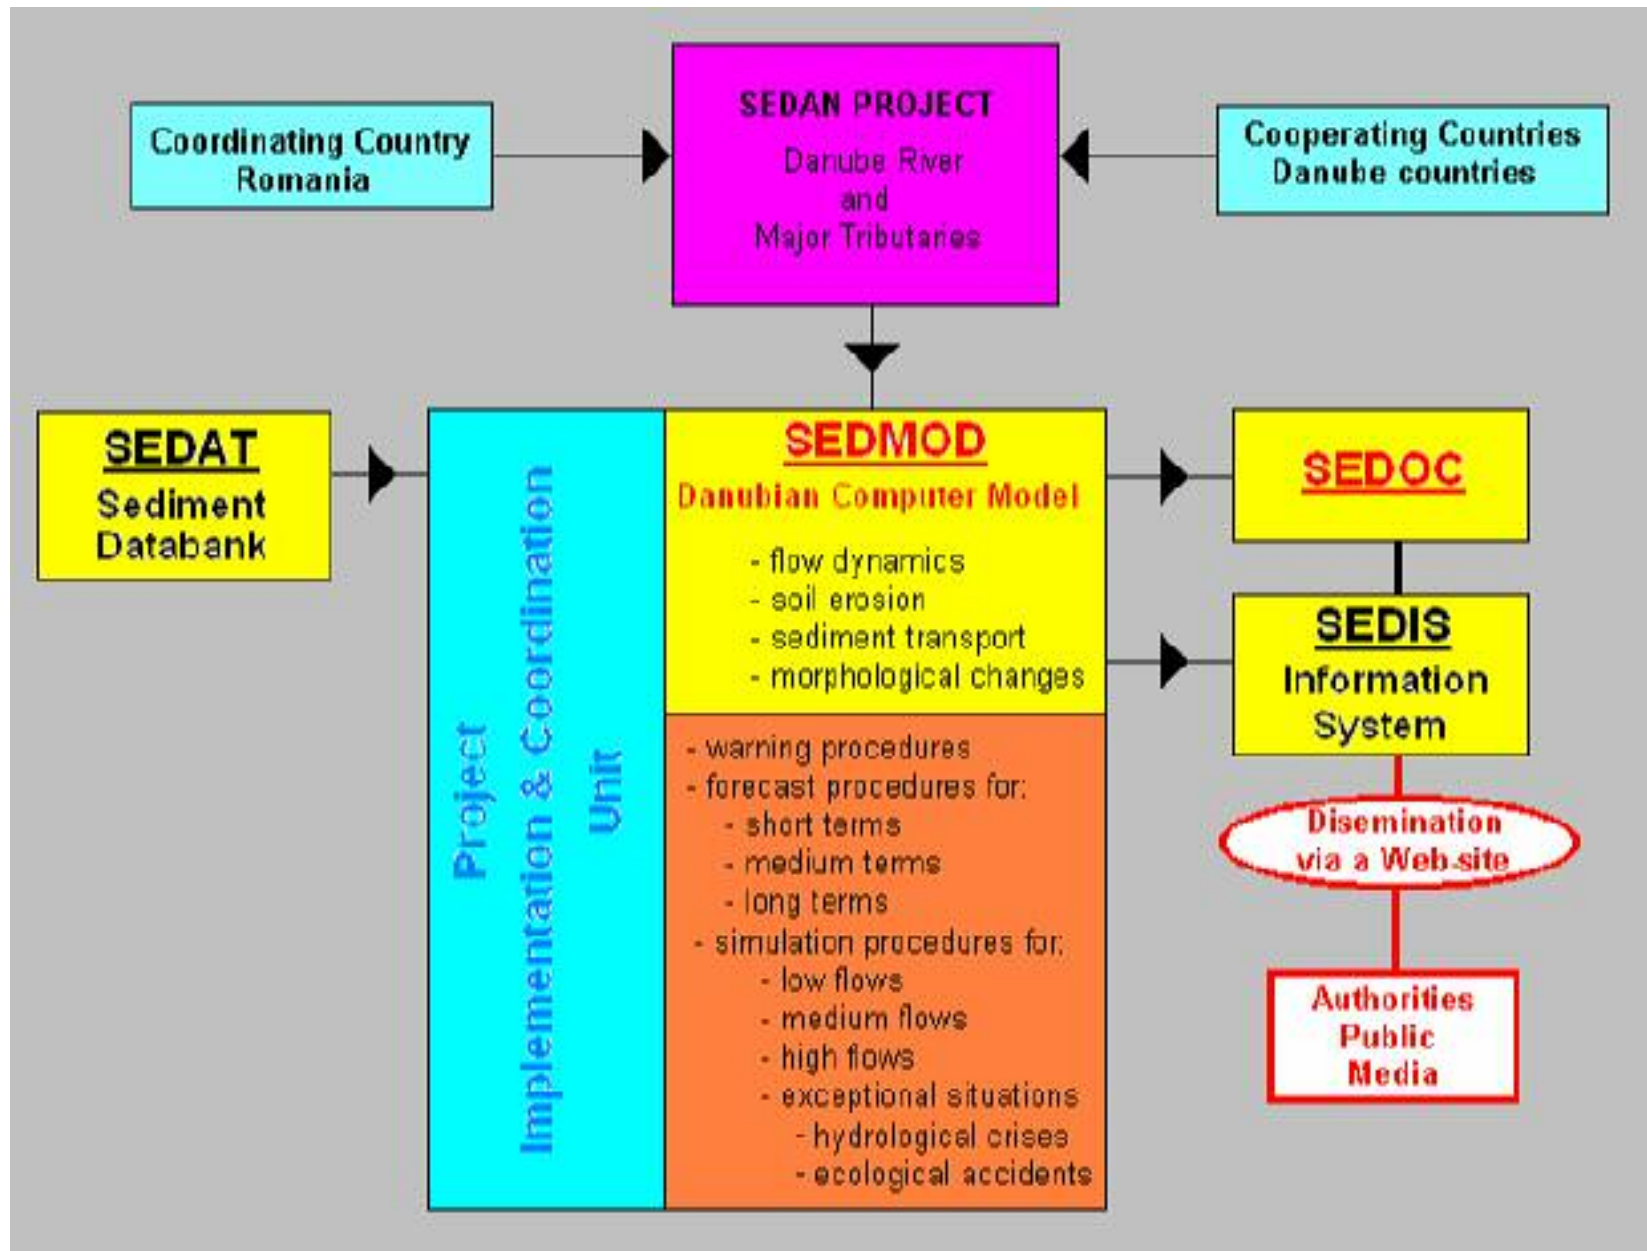 SEDAN PROJECT
Danube River
and
Major Tributaries
Coordinating Country
Romania
Cooperating Countries
Danube countries
SEDAT
Sediment
Databank
Project
Implementation & Coordination
Unit
SEDMOD
Danubian Computer Model
- flow dynamics
- soil erosion
- sediment transport
- morphological changes
- warning procedures
- forecast procedures for:
- short terms
- medium terms
- long terms
- simulation procedures for:
- low flows
- medium flows
- high flows
- exceptional situations
- hydrological crises
- ecological accidents
SEDOC
SEDIS
Information
System
Disemination
via a Web-site
Authorities
Public
Media